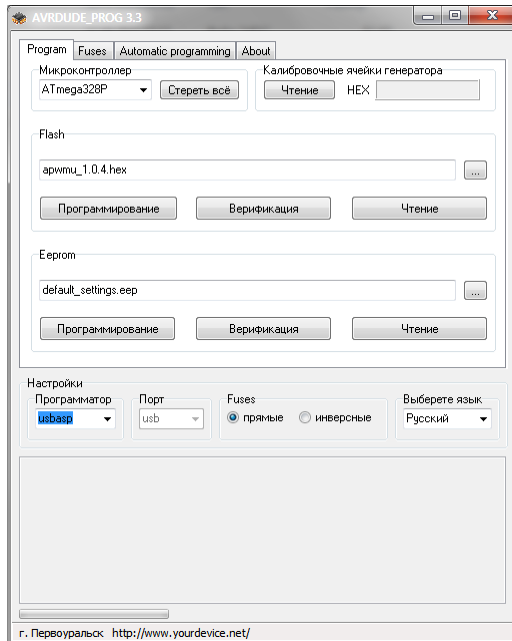 AVRDUDE_PROG 3.3
Program Fuses Automatic programming About
Микроконтроллер Калибровочные ячейки генератора
ATmega328P Стереть всё Чтение HEX
Flash
apwmu_1.0.4.hex ...
Программирование Верификация Чтение
Eeprom
default_settings.eep ...
Программирование Верификация Чтение
Настройки
Программатор Порт Fuses Выберете язык
usbasp usb прямые инверсные Русский
г. Первоуральск http://www.yourdevice.net/